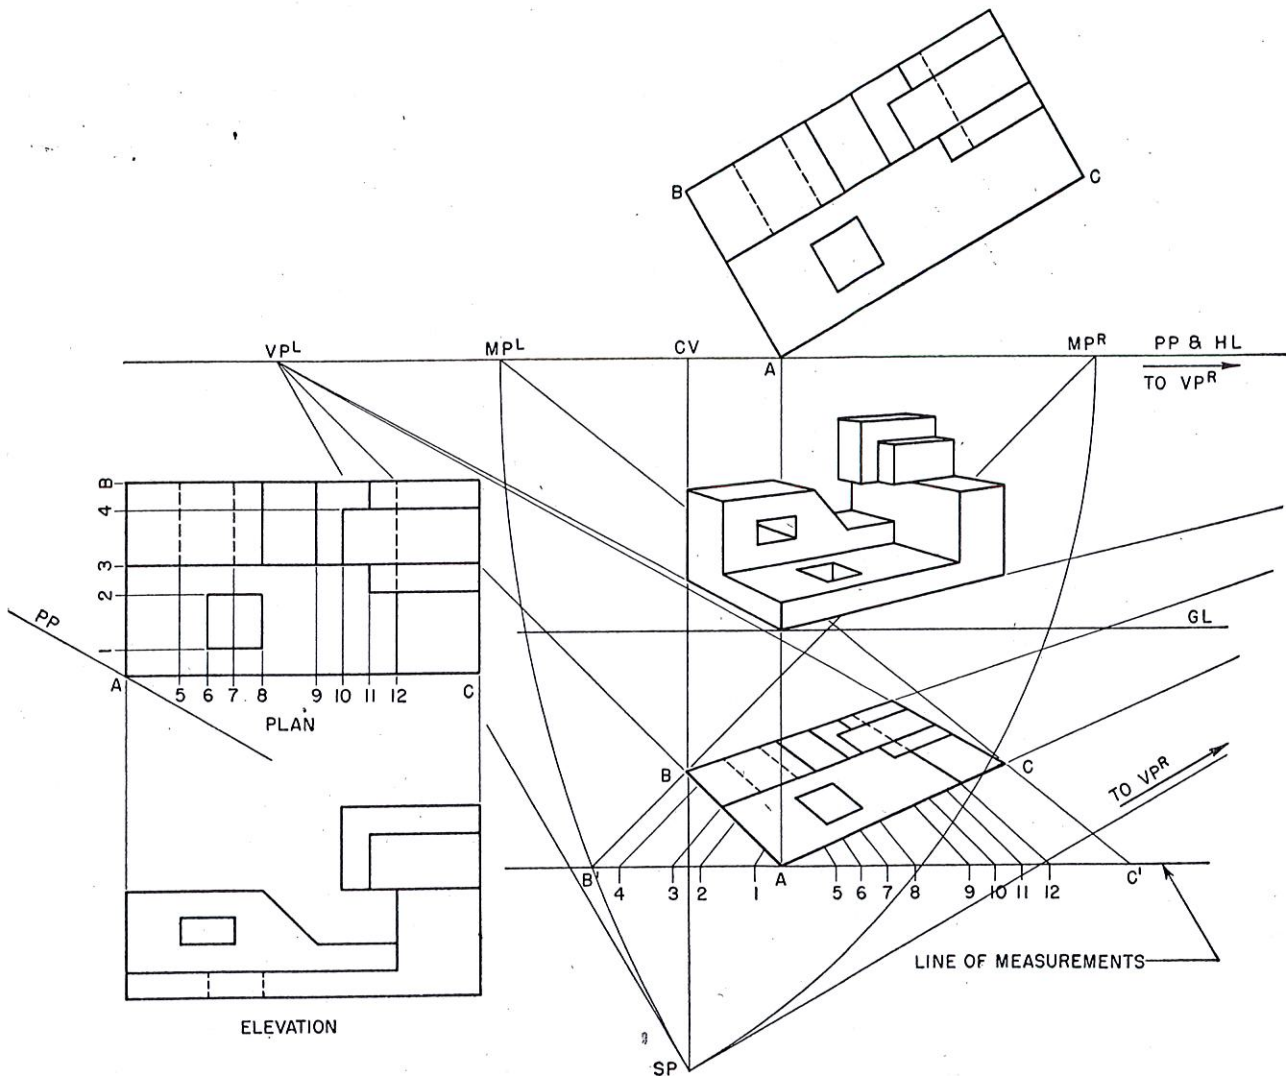 B
C
VP^L
MP^L
CV
MP^R
PP & HL
A
TO VP^R
B
4
3
2
1
PP
A
5 6 7 8 9 10 11 12
C
PLAN
GL
B
C
TO VP^R
B'
4 3 2 1
A
5 6 7 8 9 10 11 12
C'
LINE OF MEASUREMENTS
ELEVATION
SP